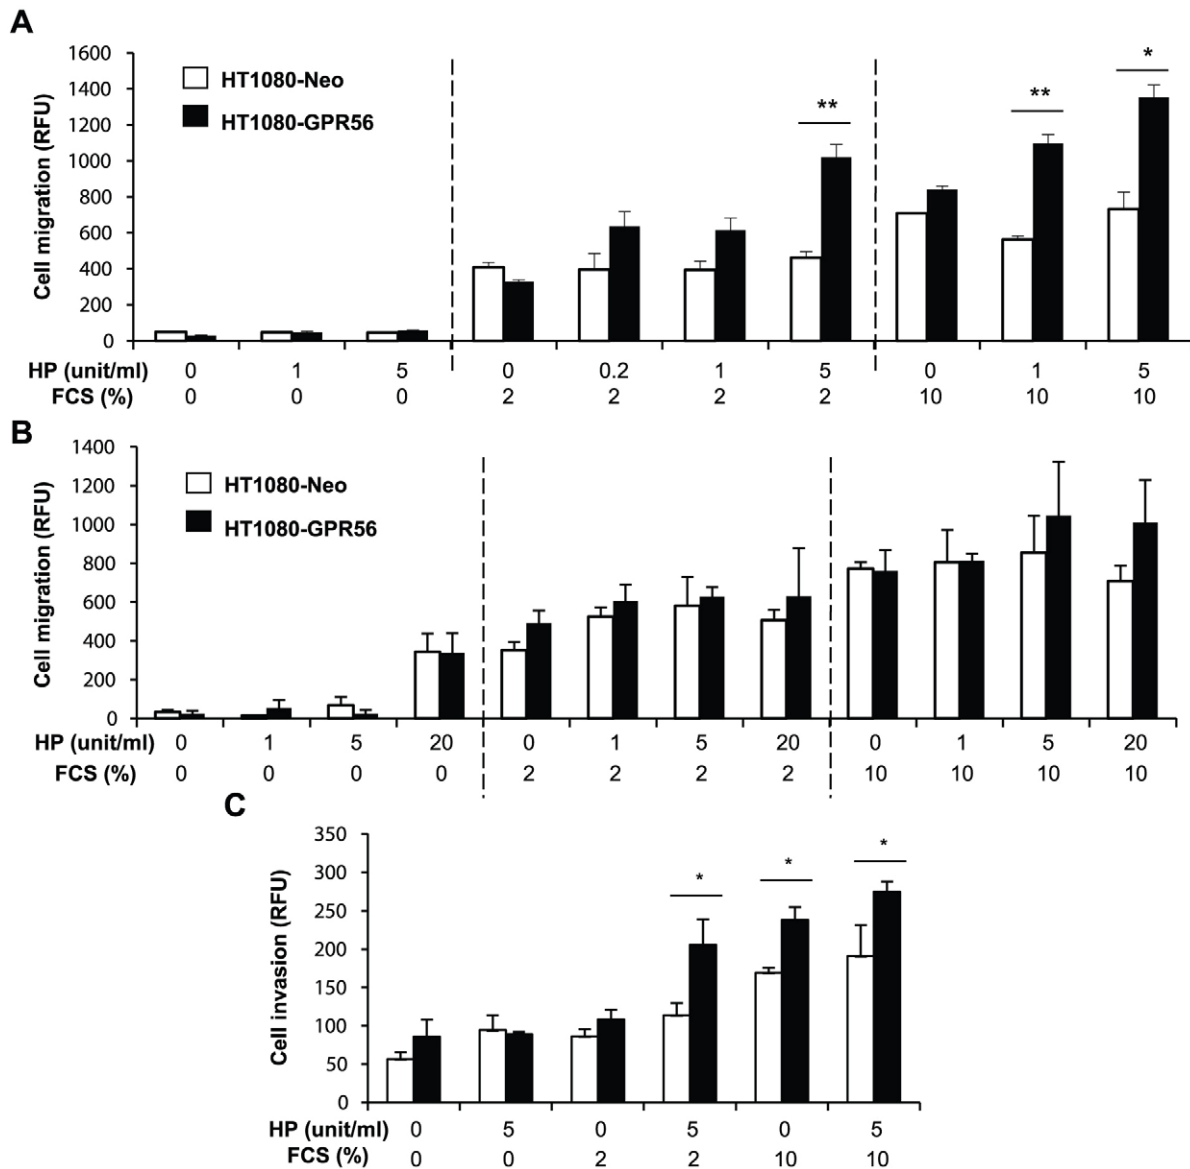 A
Cell migration (RFU)
1600
1400
1200
1000
800
600
400
200
0
HT1080-Neo
HT1080-GPR56
**
**
*
HP (unit/ml) 0 1 5 0 0.2 1 5 0 1 5
FCS (%) 0 0 0 2 2 2 2 10 10 10
B
Cell migration (RFU)
1400
1200
1000
800
600
400
200
0
HT1080-Neo
HT1080-GPR56
HP (unit/ml) 0 1 5 20 0 1 5 20 0 1 5 20
FCS (%) 0 0 0 0 2 2 2 2 10 10 10 10
C
Cell invasion (RFU)
350
300
250
200
150
100
50
0
*
*
*
HP (unit/ml) 0 5 0 5 0 5
FCS (%) 0 0 2 2 10 10